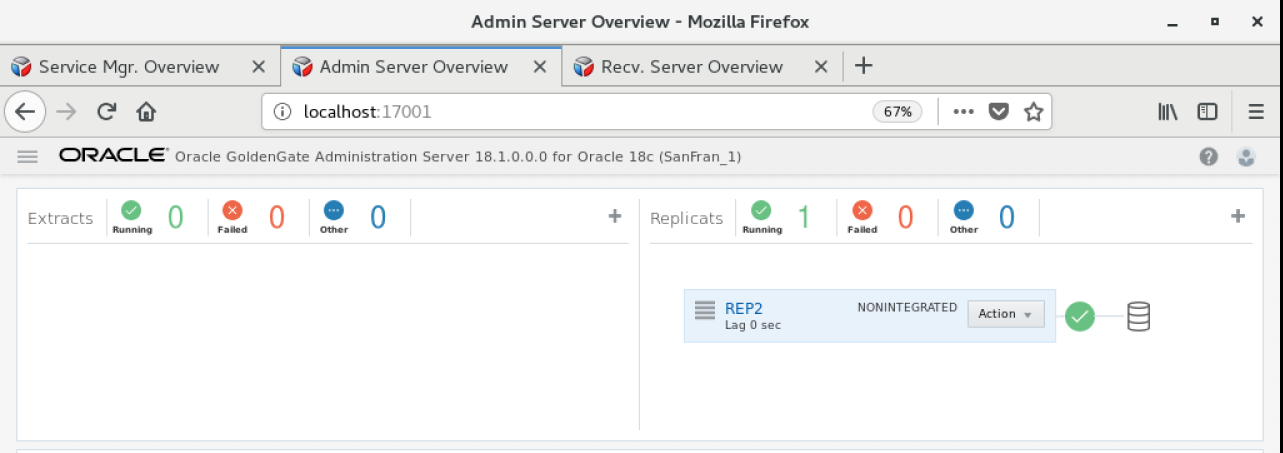 Admin Server Overview - Mozilla Firefox
Service Mgr. Overview
Admin Server Overview
Recv. Server Overview
localhost:17001
67%
ORACLE Oracle GoldenGate Administration Server 18.1.0.0.0 for Oracle 18c (SanFran_1)
Extracts Running 0 Failed 0 Other 0
Replicats Running 1 Failed 0 Other 0
REP2 NONINTEGRATED Action
Lag 0 sec